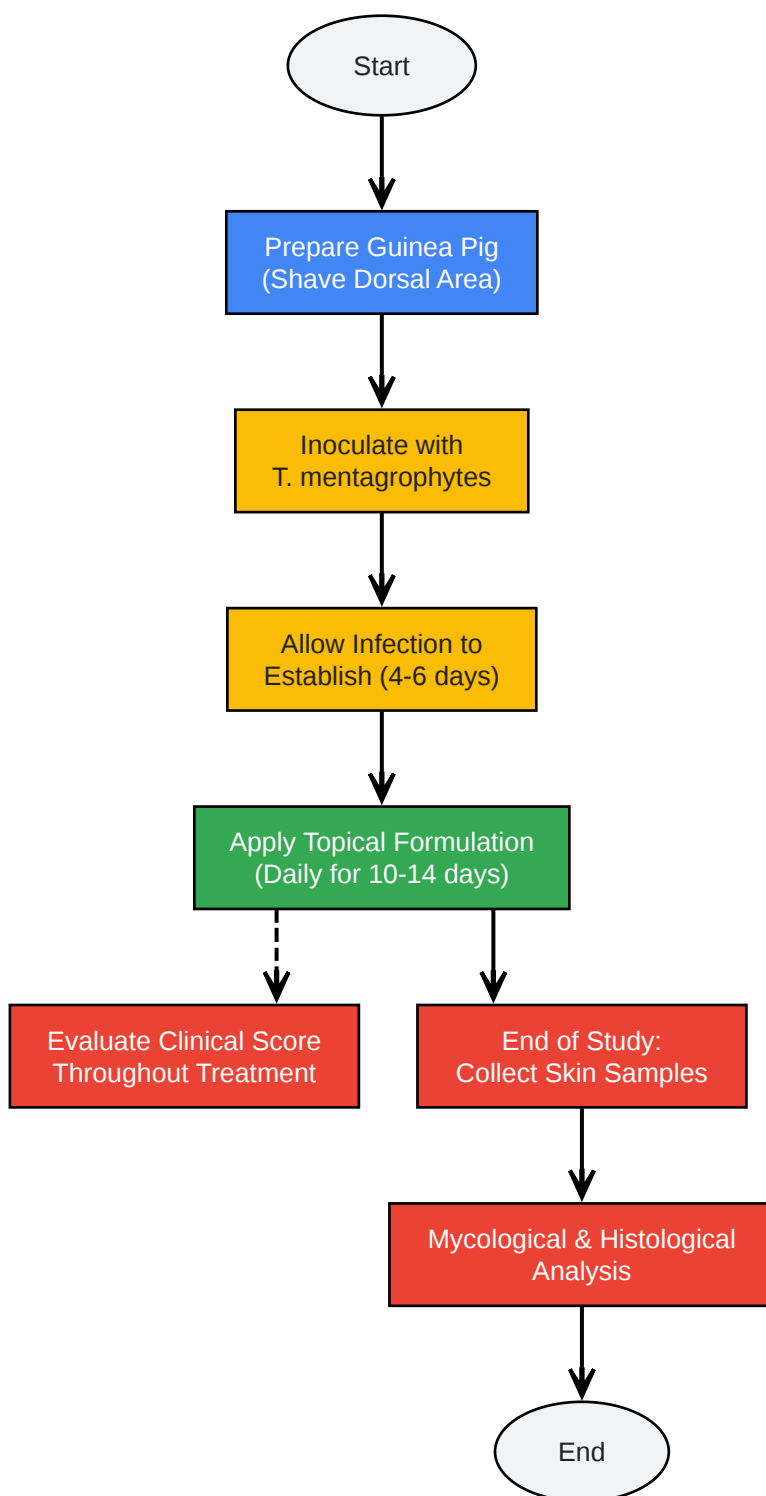 Start
Prepare Guinea Pig
(Shave Dorsal Area)
Inoculate with
T. mentagrophytes
Allow Infection to
Establish (4-6 days)
Apply Topical Formulation
(Daily for 10-14 days)
Evaluate Clinical Score
Throughout Treatment
End of Study:
Collect Skin Samples
Mycological & Histological
Analysis
End